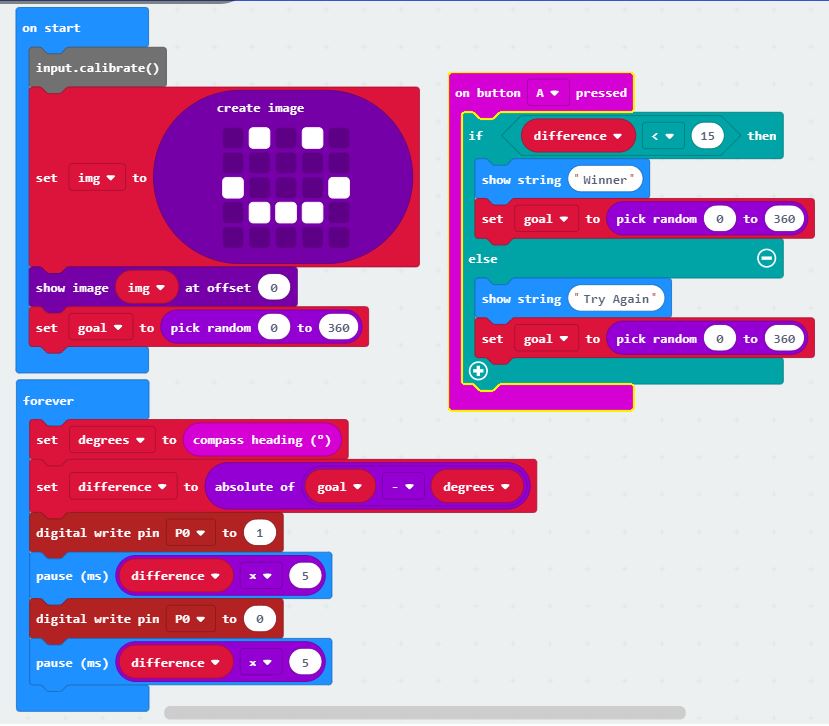 on start
input.calibrate()
create image
set img to
show image img at offset 0
set goal to pick random 0 to 360
forever
set degrees to compass heading (°)
set difference to absolute of goal - degrees
digital write pin P0 to 1
pause (ms) difference x 5
digital write pin P0 to 0
pause (ms) difference x 5
on button A pressed
if difference < 15 then
show string "Winner"
set goal to pick random 0 to 360
else
show string "Try Again"
set goal to pick random 0 to 360